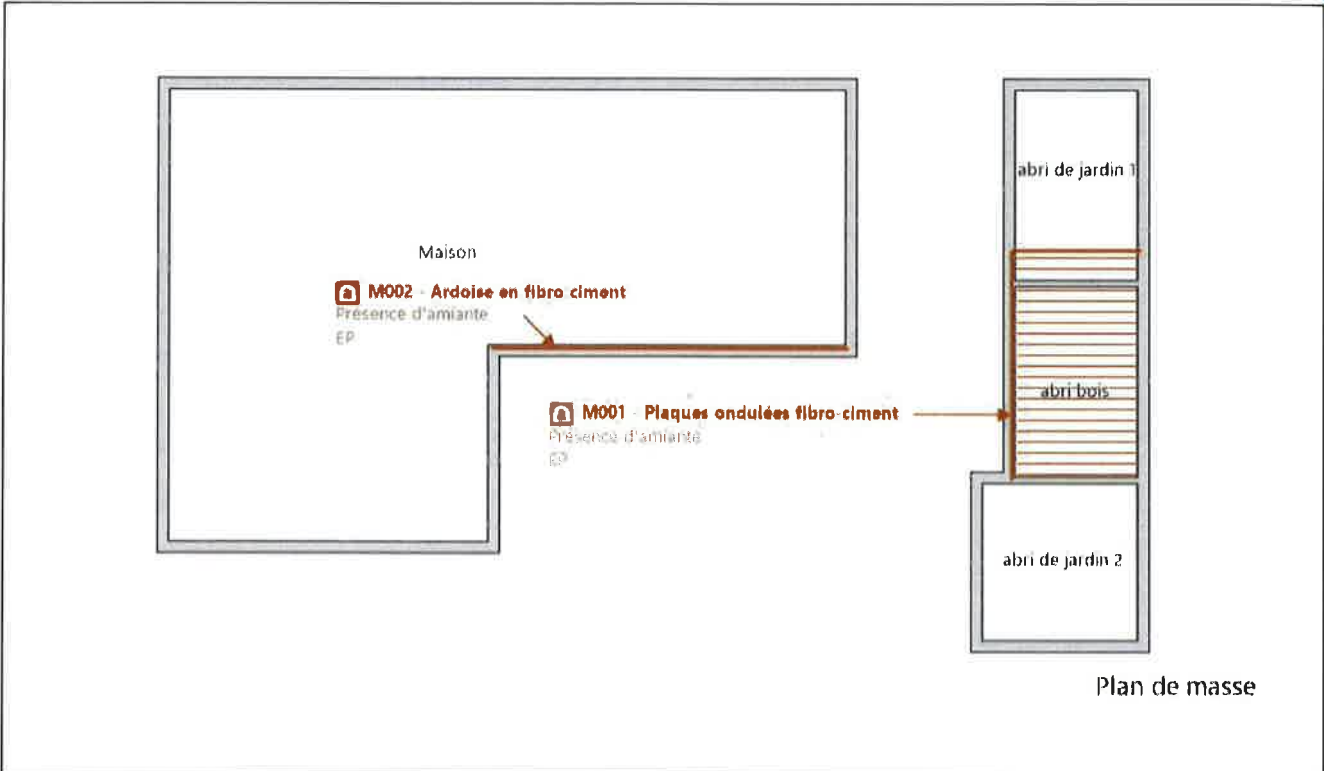 abri de jardin 1
Maison
a M002 - Ardoise en fibro ciment
Présence d'amiante
EP
abri bois
a M001 - Plaques ondulées fibro-ciment
Présence d'amiante
EP
abri de jardin 2
Plan de masse